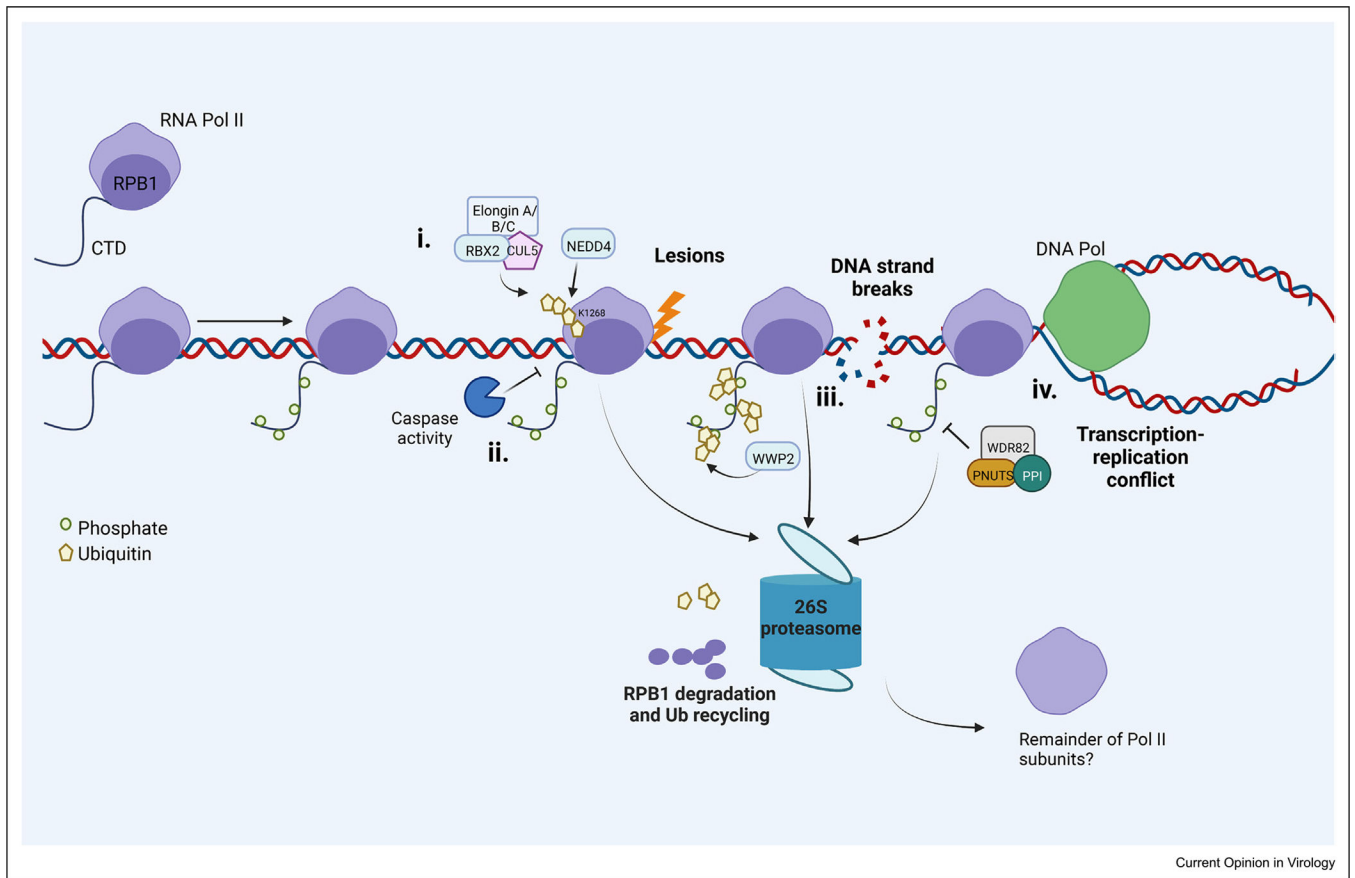 RNA Pol II
RPB1
CTD
i.
Elongin A/
B/C
RBX2
CUL5
NEDD4
K1268
Lesions
DNA strand
breaks
DNA Pol
Caspase
activity
ii.
WWP2
iii.
iv.
WDR82
PNUTS
PPI
Transcription-
replication
conflict
Phosphate
Ubiquitin
26S
proteasome
RPB1 degradation
and Ub recycling
Remainder of Pol II
subunits?
Current Opinion in Virology